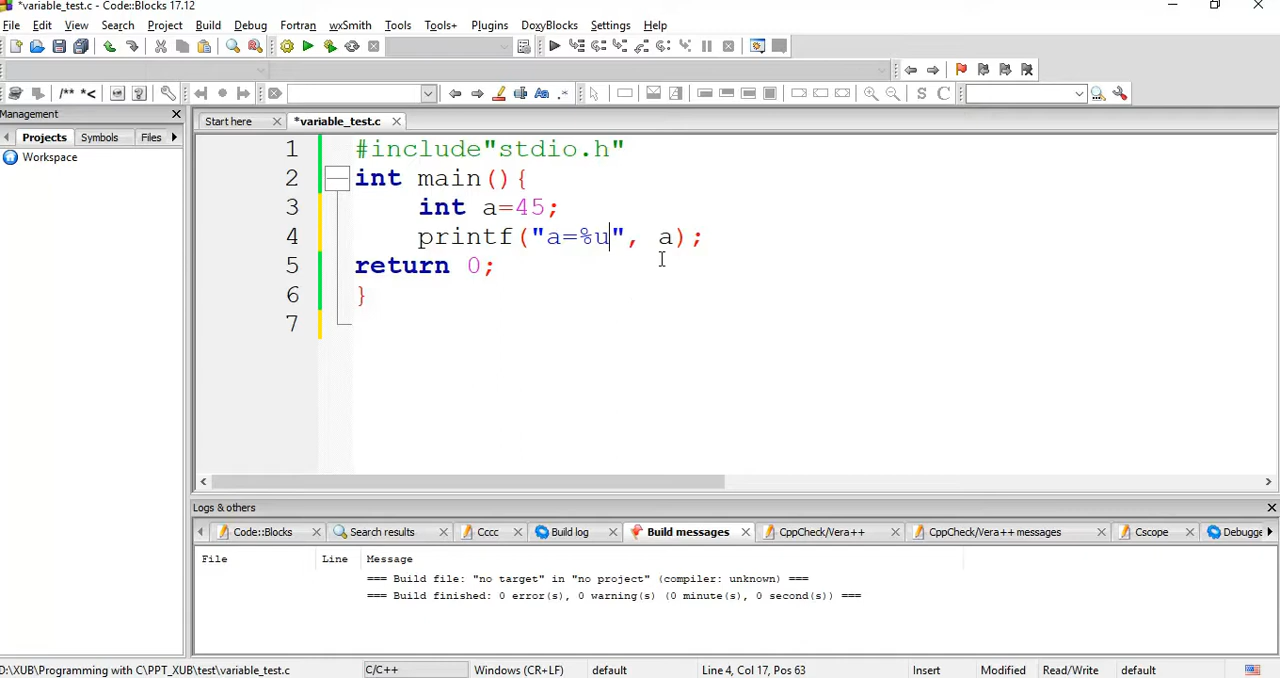 *variable_test.c - Code::Blocks 17.12
File Edit View Search Project Build Debug Fortran wxSmith Tools Tools+ Plugins DoxyBlocks Settings Help
/** *<
S C
Management
Start here *variable_test.c
Projects Symbols Files
Workspace
1 #include"stdio.h"
2 int main(){
3 int a=45;
4 printf("a=%u", a);
5 return 0;
6 }
7
Logs & others
Code::Blocks Search results Cccc Build log Build messages CppCheck/Vera++ CppCheck/Vera++ messages Cscope Debugge
File Line Message
=== Build file: "no target" in "no project" (compiler: unknown) ===
=== Build finished: 0 error(s), 0 warning(s) (0 minute(s), 0 second(s)) ===
D:\XUB\Programming with C\PPT_XUB\test\variable_test.c C/C++ Windows (CR+LF) default Line 4, Col 17, Pos 63 Insert Modified Read/Write default